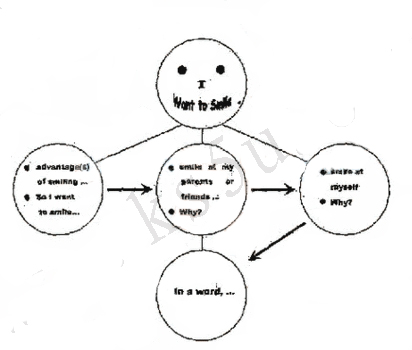 I
Want to Smile
advantage(s)
of smiling ...
So I want
to smile...
smile at my
parents or
friends ...
Why?
smile at
myself
Why?
In a word, ...
ks5u